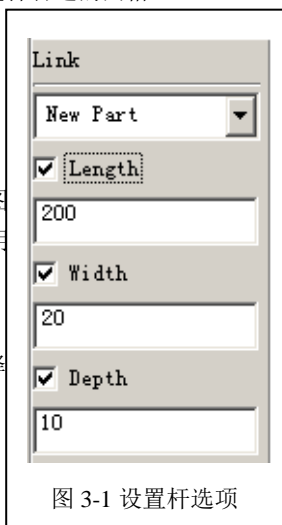 Link
New Part
Length
200
Width
20
Depth
10
图 3-1 设置杆选项